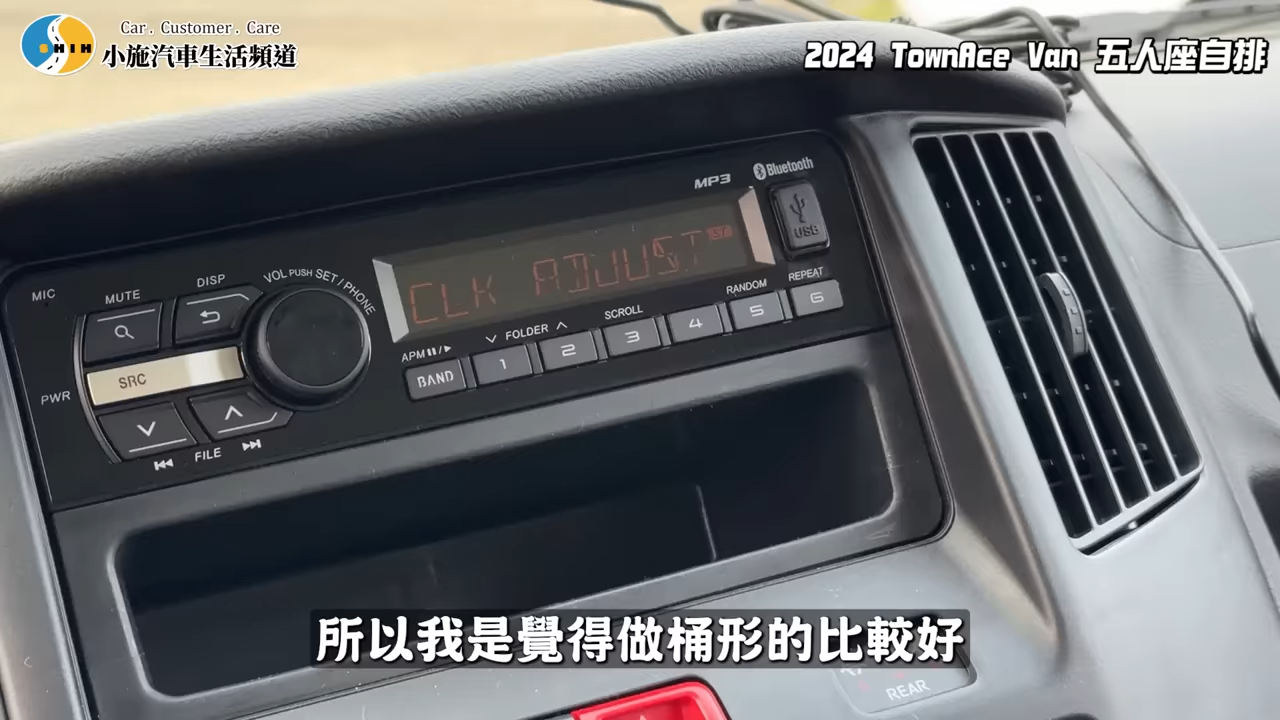 Car. Customer. Care
SHIH
小施汽車生活頻道
2024 TownAce Van 五人座自排
MP3
Bluetooth
USB
MIC
MUTE
DISP
VOL PUSH SET/PHONE
CLK ADJUST
SRC
PWR
FILE
APM
FOLDER
SCROLL
RANDOM
REPEAT
BAND
1
2
3
4
5
6
所以我是覺得做桶形的比較好
REAR